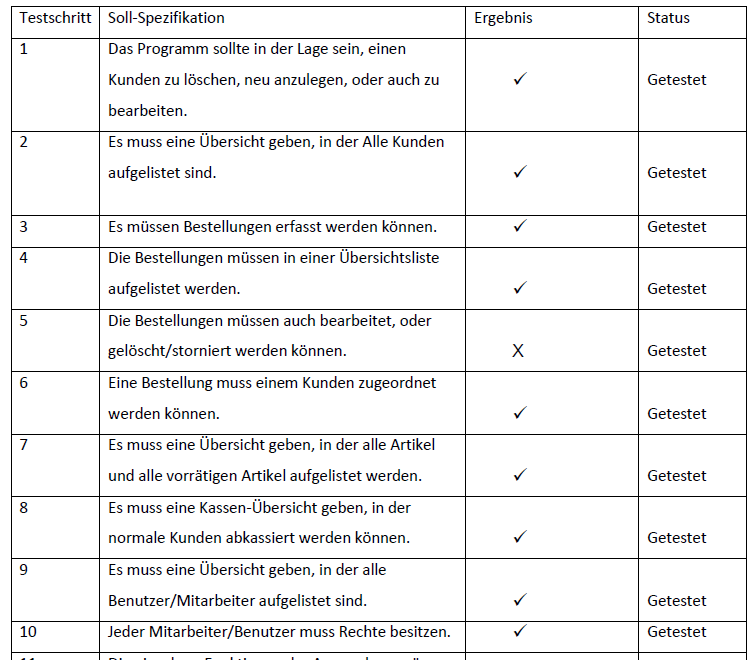 Testschritt Soll-Spezifikation Ergebnis Status
1 Das Programm sollte in der Lage sein, einen
Kunden zu löschen, neu anzulegen, oder auch zu ✓ Getestet
bearbeiten.
2 Es muss eine Übersicht geben, in der Alle Kunden
aufgelistet sind. ✓ Getestet
3 Es müssen Bestellungen erfasst werden können. ✓ Getestet
4 Die Bestellungen müssen in einer Übersichtsliste
aufgelistet werden. ✓ Getestet
5 Die Bestellungen müssen auch bearbeitet, oder
gelöscht/storniert werden können. X Getestet
6 Eine Bestellung muss einem Kunden zugeordnet
werden können. ✓ Getestet
7 Es muss eine Übersicht geben, in der alle Artikel
und alle vorrätigen Artikel aufgelistet werden. ✓ Getestet
8 Es muss eine Kassen-Übersicht geben, in der
normale Kunden abkassiert werden können. ✓ Getestet
9 Es muss eine Übersicht geben, in der alle
Benutzer/Mitarbeiter aufgelistet sind. ✓ Getestet
10 Jeder Mitarbeiter/Benutzer muss Rechte besitzen. ✓ Getestet